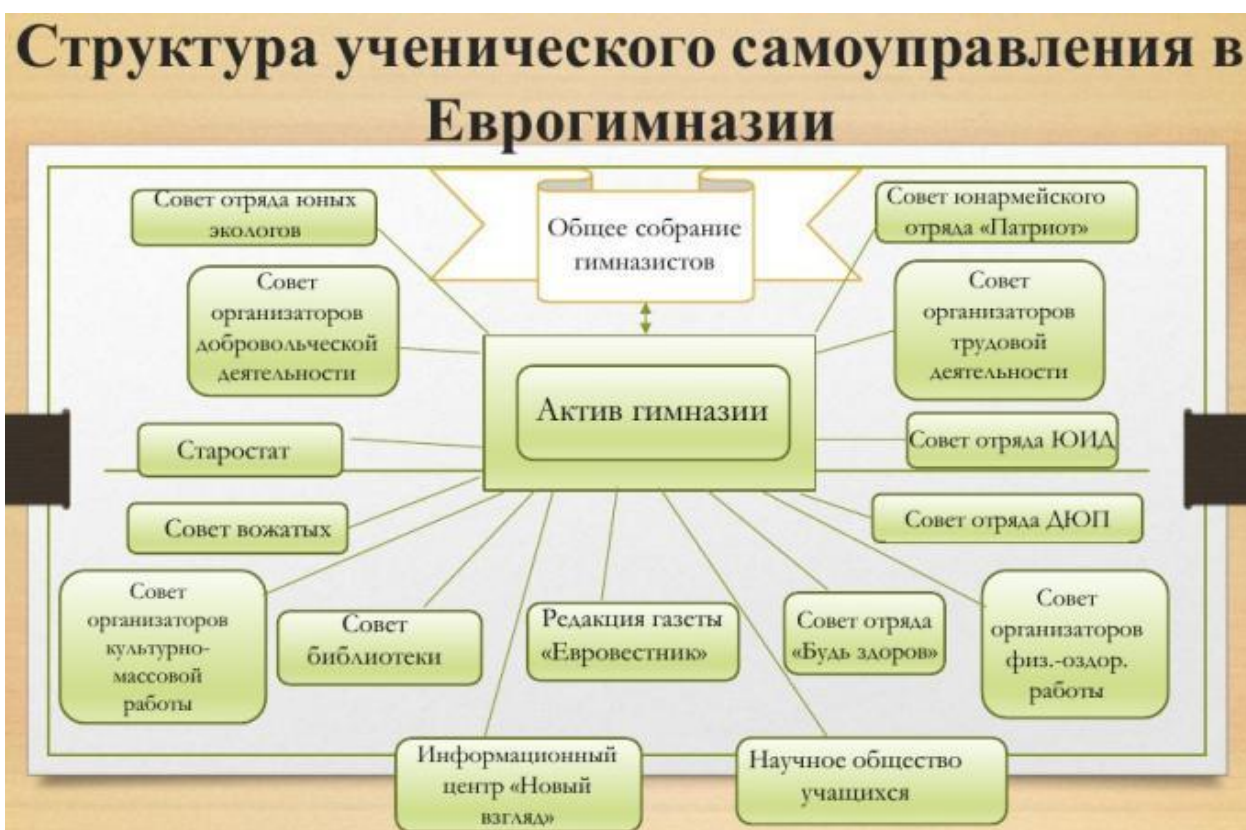 Структура ученического самоуправления в
Еврогимназии
Совет отряда юных
экологов
Общее собрание
гимназистов
Совет юнармейского
отряда «Патриот»
Совет
организаторов
добровольческой
деятельности
Совет
организаторов
трудовой
деятельности
Актив гимназии
Старостат
Совет отряда ЮИД
Совет вожатых
Совет отряда ДЮП
Совет
организаторов
культурно-
массовой
работы
Совет
библиотеки
Редакция газеты
«Евровестник»
Совет отряда
«Будь здоров»
Совет
организаторов
физ.-оздор.
работы
Информационный
центр «Новый
взгляд»
Научное общество
учащихся